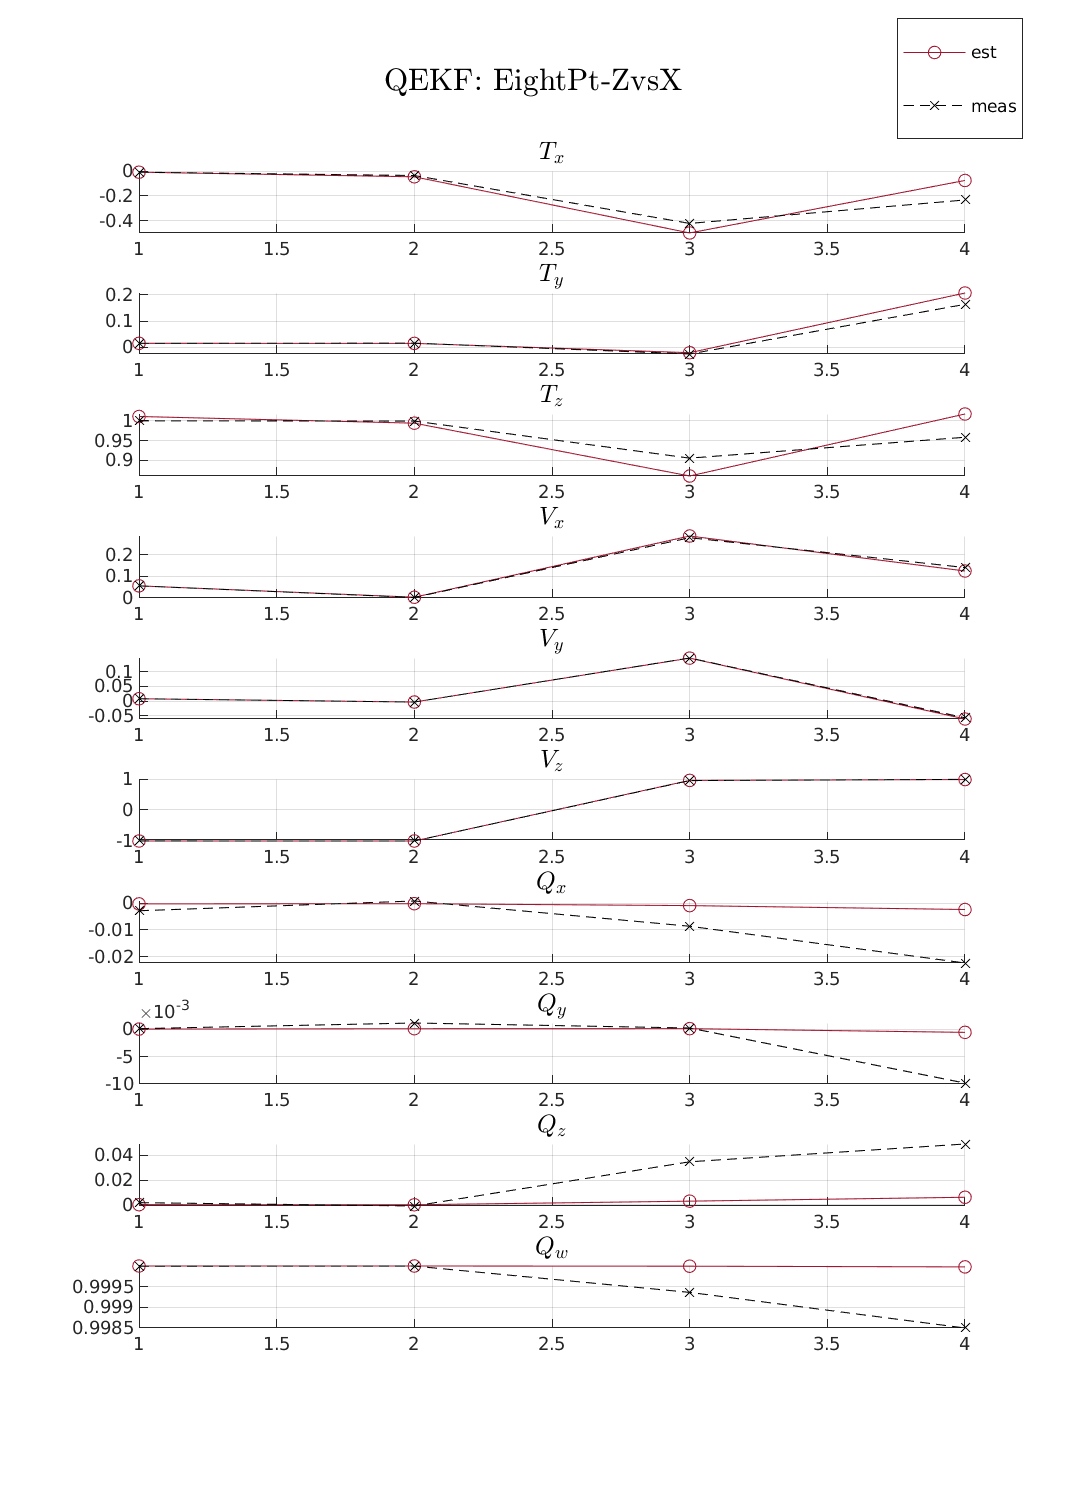 est
QEKF: EightPt-ZvsX
meas
T_x
0
-0.2
-0.4
1 1.5 2 2.5 3 3.5 4
T_y
0.2
0.1
0
1 1.5 2 2.5 3 3.5 4
T_z
1
0.95
0.9
1 1.5 2 2.5 3 3.5 4
V_x
0.2
0.1
0
1 1.5 2 2.5 3 3.5 4
V_y
0.1
0.05
0
-0.05
1 1.5 2 2.5 3 3.5 4
V_z
1
0
-1
1 1.5 2 2.5 3 3.5 4
Q_x
0
-0.01
-0.02
1 1.5 2 2.5 3 3.5 4
Q_y
×10^-3
0
-5
-10
1 1.5 2 2.5 3 3.5 4
Q_z
0.04
0.02
0
1 1.5 2 2.5 3 3.5 4
Q_w
0.9995
0.999
0.9985
1 1.5 2 2.5 3 3.5 4